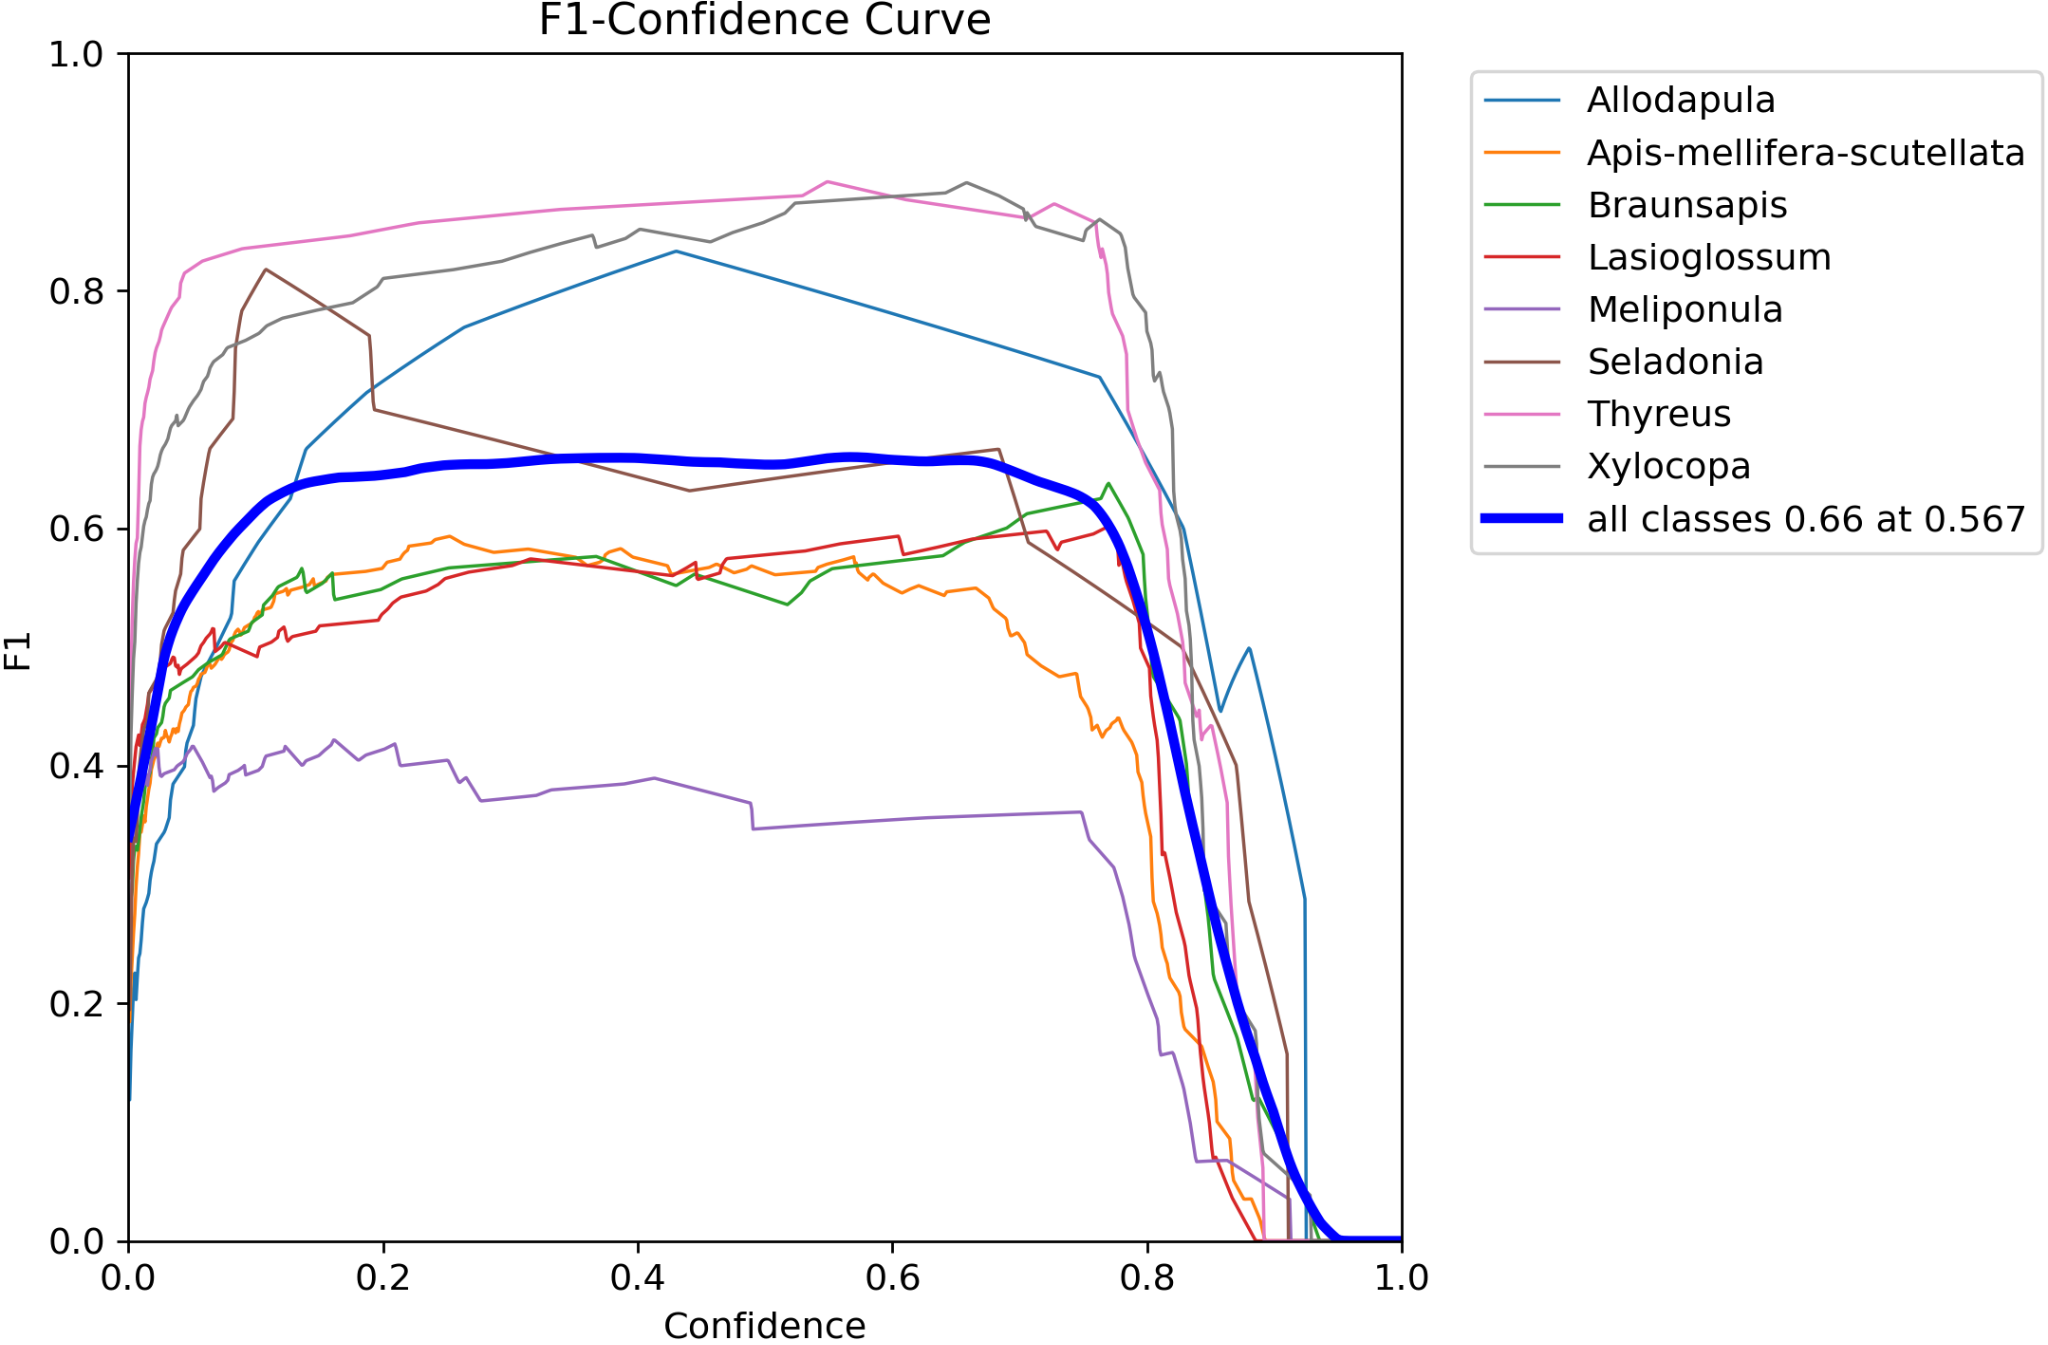 F1-Confidence Curve
1.0
0.8
0.6
0.4
0.2
0.0
F1
0.0 0.2 0.4 0.6 0.8 1.0
Confidence
Allodapula
Apis-mellifera-scutellata
Braunsapis
Lasioglossum
Meliponula
Seladonia
Thyreus
Xylocopa
all classes 0.66 at 0.567